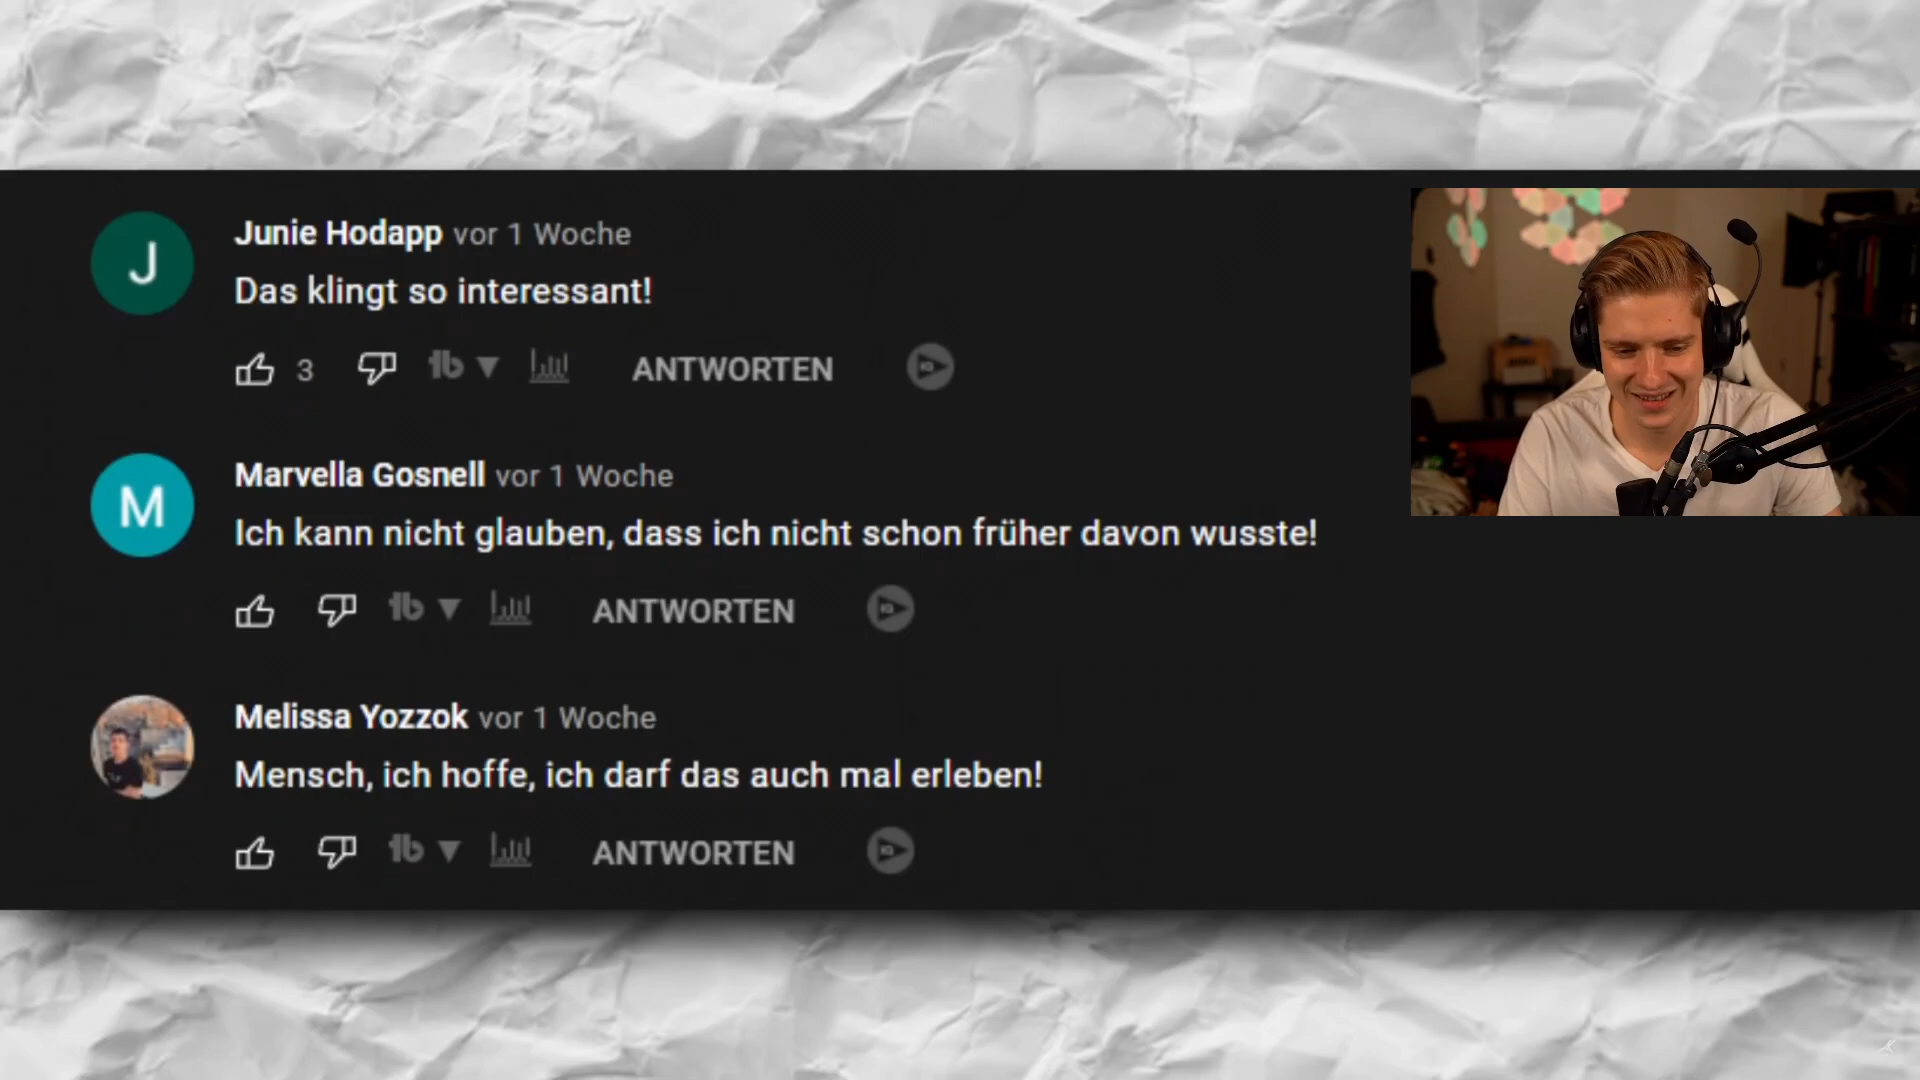 Junie Hodapp vor 1 Woche
Das klingt so interessant!
3 ANTWORTEN
Marvella Gosnell vor 1 Woche
Ich kann nicht glauben, dass ich nicht schon früher davon wusste!
ANTWORTEN
Melissa Yozzok vor 1 Woche
Mensch, ich hoffe, ich darf das auch mal erleben!
ANTWORTEN